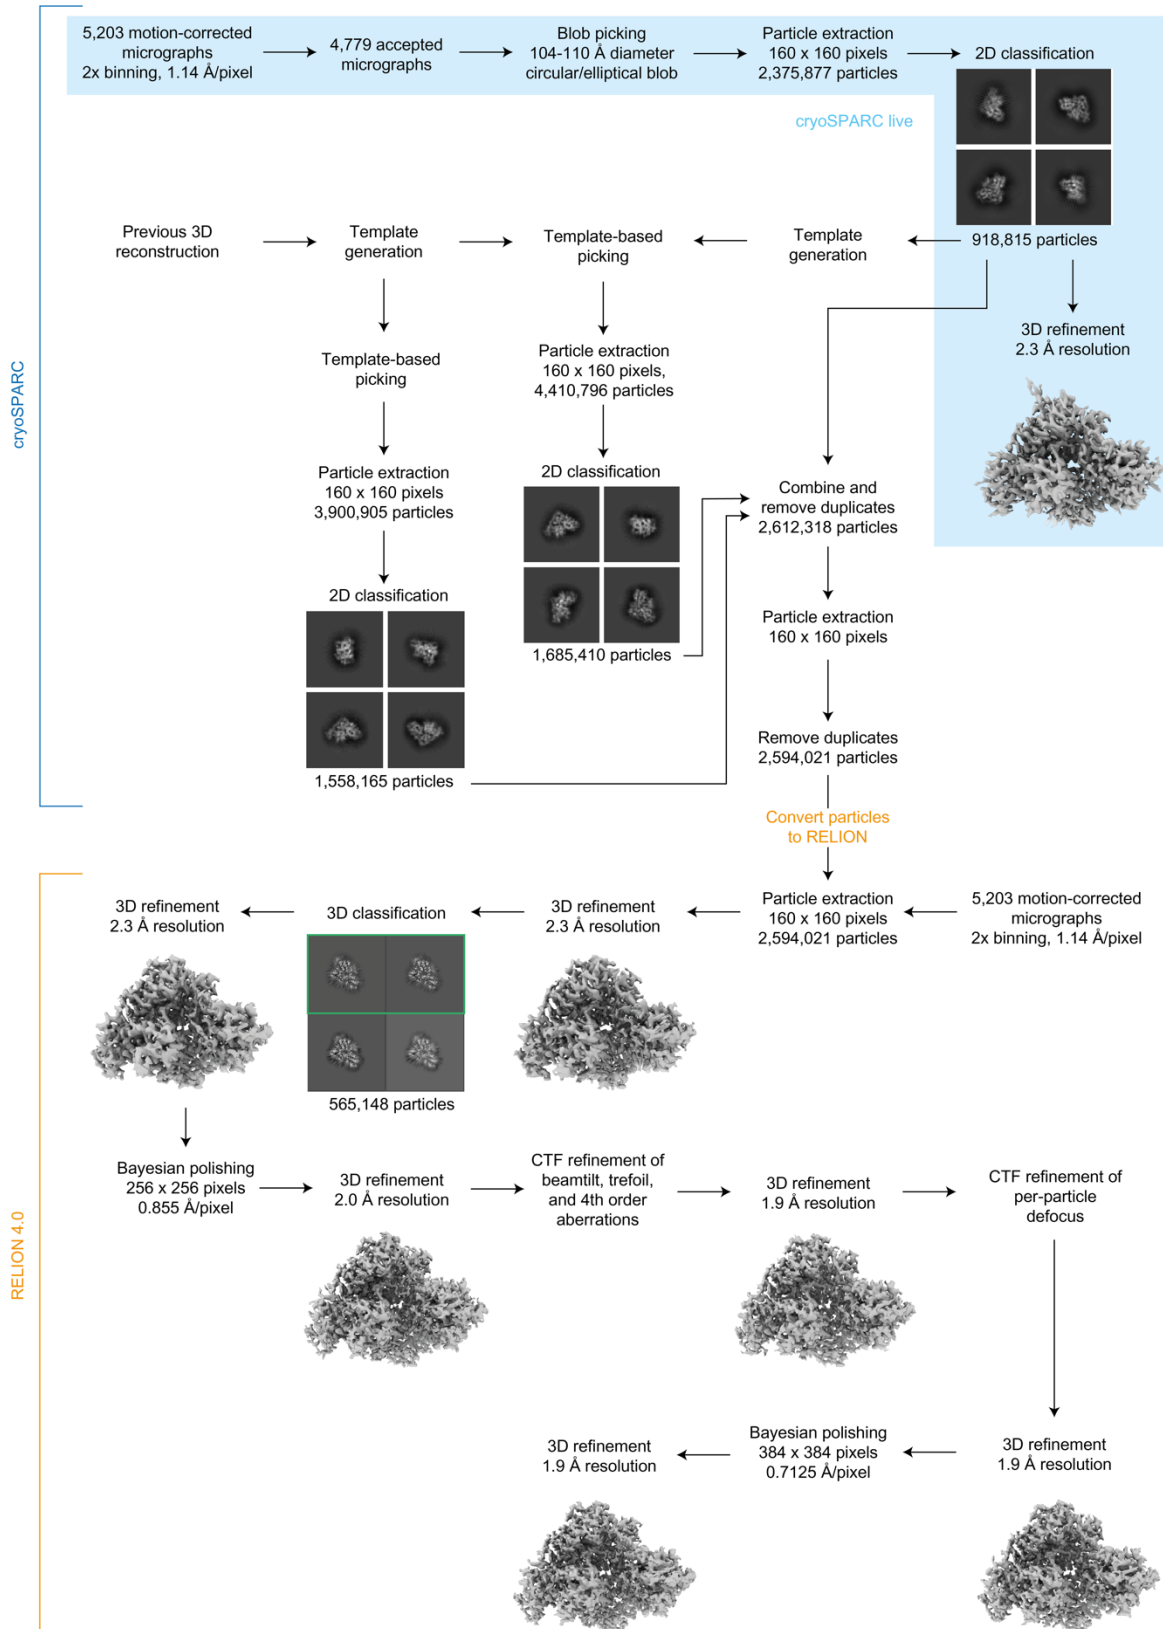 cryoSPARC
5,203 motion-corrected
micrographs
2x binning, 1.14 Å/pixel
4,779 accepted
micrographs
Blob picking
104-110 Å diameter
circular/elliptical blob
Particle extraction
160 x 160 pixels
2,375,877 particles
2D classification
cryoSPARC live
918,815 particles
Previous 3D
reconstruction
Template
generation
Template-based
picking
Template
generation
3D refinement
2.3 Å resolution
Template-based
picking
Particle extraction
160 x 160 pixels,
4,410,796 particles
Particle extraction
160 x 160 pixels
3,900,905 particles
2D classification
Combine and
remove duplicates
2,612,318 particles
2D classification
Particle extraction
160 x 160 pixels
1,685,410 particles
1,558,165 particles
Remove duplicates
2,594,021 particles
Convert particles
to RELION
RELION 4.0
5,203 motion-corrected
micrographs
2x binning, 1.14 Å/pixel
Particle extraction
160 x 160 pixels
2,594,021 particles
3D refinement
2.3 Å resolution
3D classification
565,148 particles
3D refinement
2.3 Å resolution
Bayesian polishing
256 x 256 pixels
0.855 Å/pixel
3D refinement
2.0 Å resolution
CTF refinement of
beamtilt, trefoil,
and 4th order
aberrations
3D refinement
1.9 Å resolution
CTF refinement of
per-particle
defocus
3D refinement
1.9 Å resolution
Bayesian polishing
384 x 384 pixels
0.7125 Å/pixel
3D refinement
1.9 Å resolution